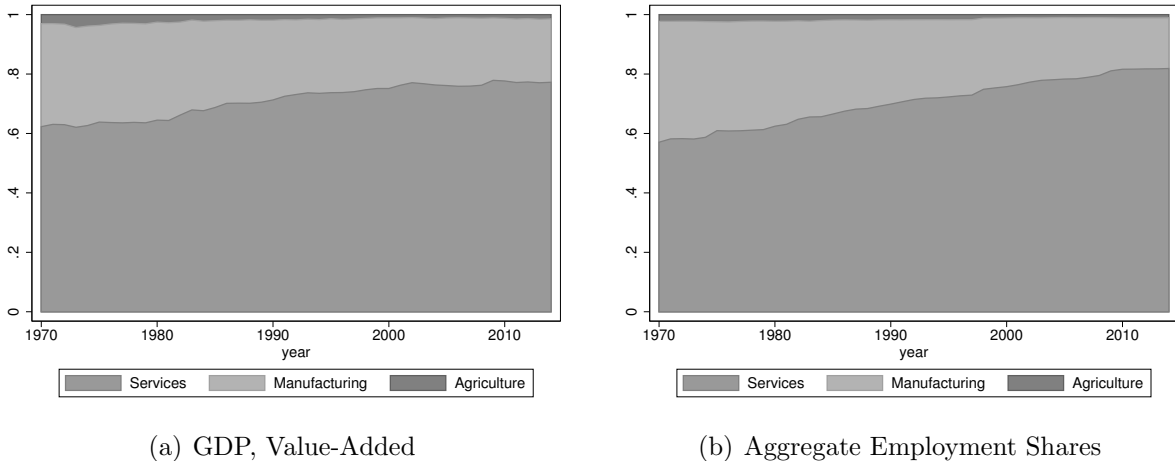 1
.8
.6
.4
.2
0
1970 1980 1990 2000 2010
year
Services Manufacturing Agriculture
(a) GDP, Value-Added
1
.8
.6
.4
.2
0
1970 1980 1990 2000 2010
year
Services Manufacturing Agriculture
(b) Aggregate Employment Shares